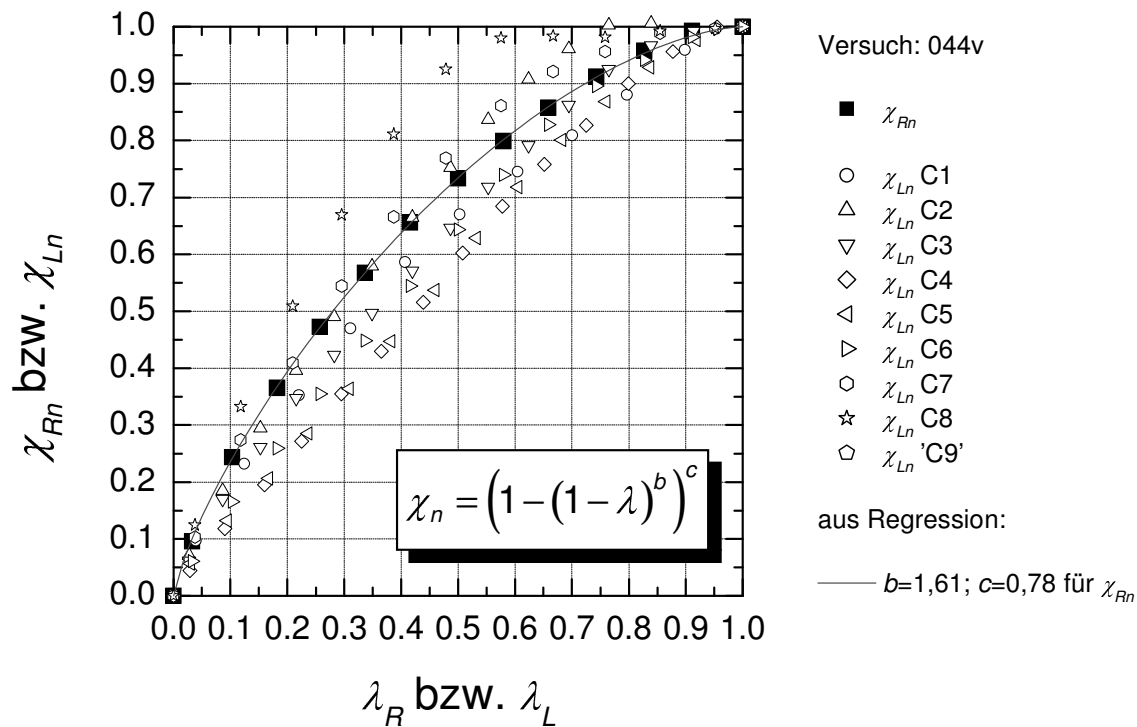 1.0
0.9
0.8
0.7
0.6
0.5
0.4
0.3
0.2
0.1
0.0
χRn bzw. χLn
0.0 0.1 0.2 0.3 0.4 0.5 0.6 0.7 0.8 0.9 1.0
λR bzw. λL
χn = (1−(1−λ)^b)^c
Versuch: 044v
χRn
χLn C1
χLn C2
χLn C3
χLn C4
χLn C5
χLn C6
χLn C7
χLn C8
χLn 'C9'
aus Regression:
b=1,61; c=0,78 für χRn